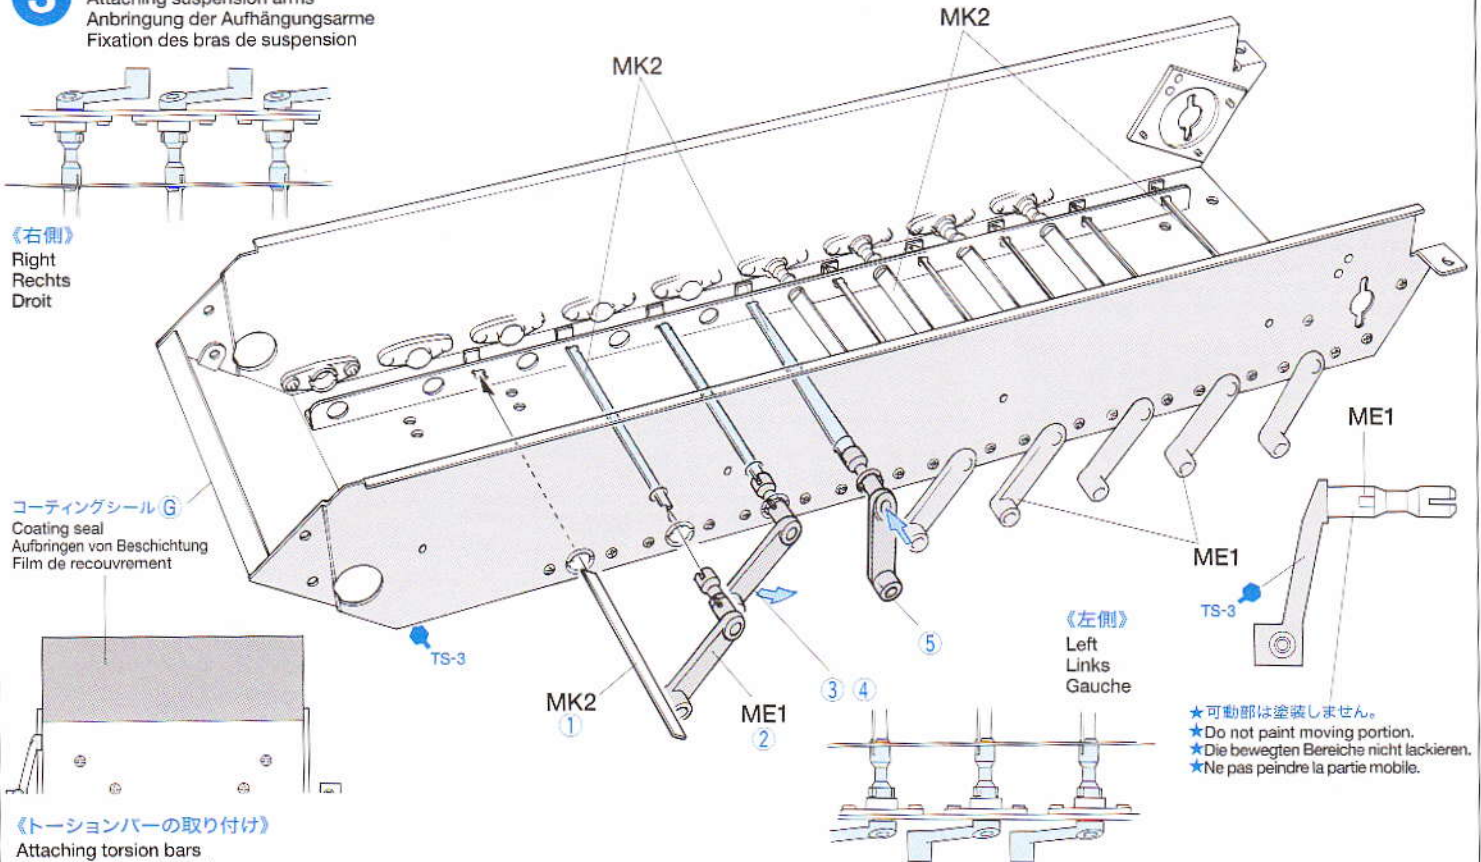 Attaching suspension arms
Anbringung der Aufhängungsarme
Fixation des bras de suspension
MK2
MK2
《右側》
Right
Rechts
Droit
コーティングシール Ⓖ
Coating seal
Aufbringen von Beschichtung
Film de recouvrement
TS-3
MK2
①
ME1
②
③ ④
⑤
ME1
ME1
TS-3
《左側》
Left
Links
Gauche
★可動部は塗装しません。
★Do not paint moving portion.
★Die bewegten Bereiche nicht lackieren.
★Ne pas peindre la partie mobile.
《トーションバーの取り付け》
Attaching torsion bars